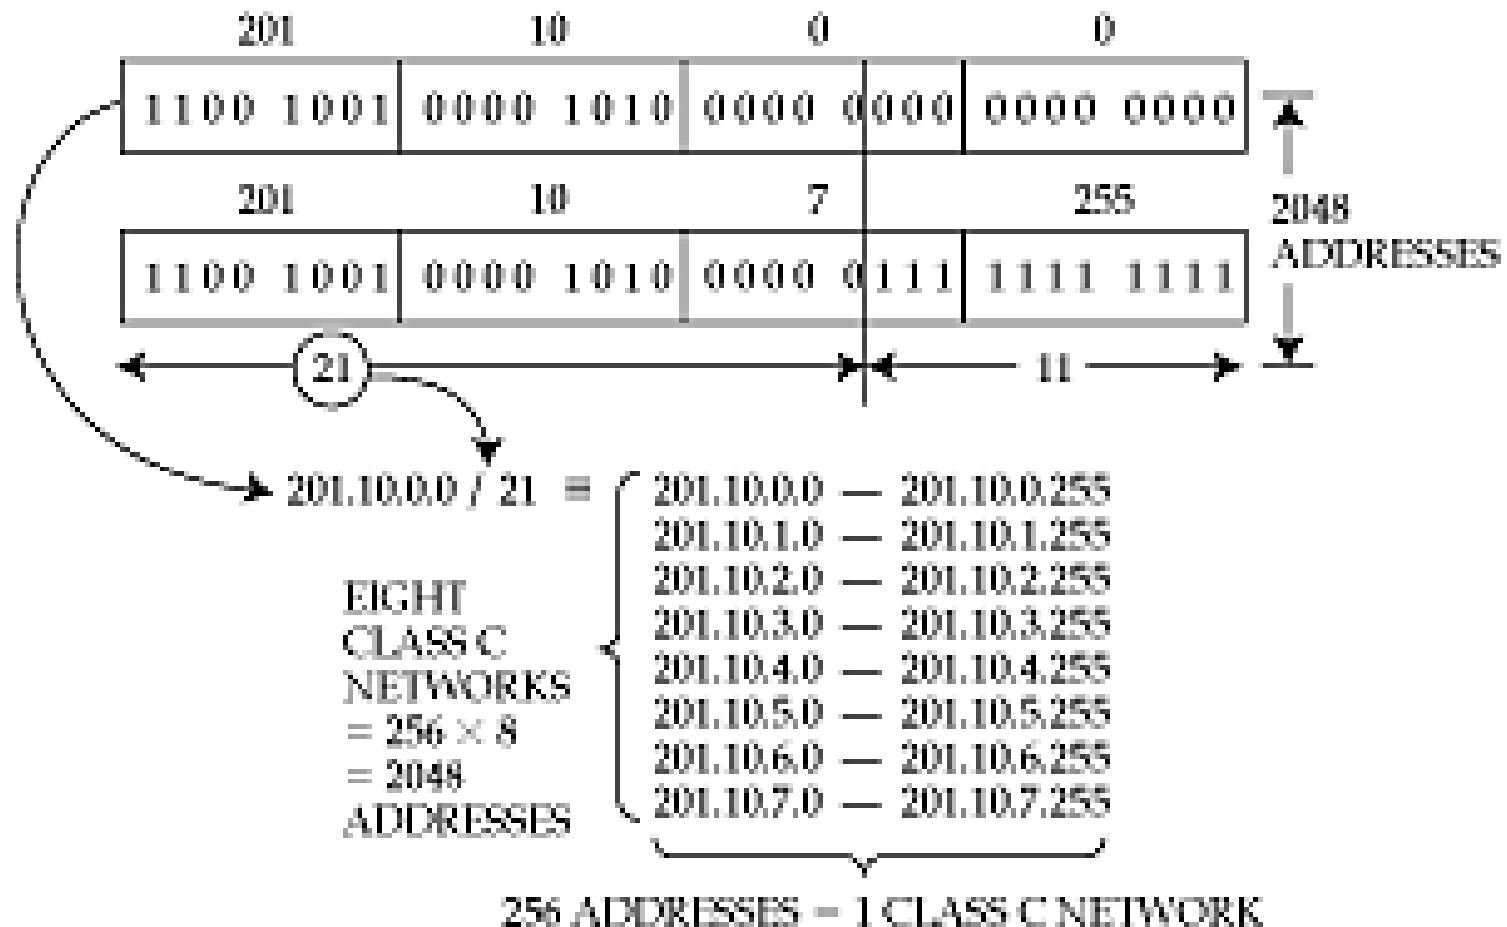 201 10 0 0
1100 1001 0000 1010 0000 0000 0000 0000
201 10 7 255
1100 1001 0000 1010 0000 0111 1111 1111
2048
ADDRESSES
21 11
201.10.0.0 / 21 =
201.10.0.0 — 201.10.0.255
201.10.1.0 — 201.10.1.255
201.10.2.0 — 201.10.2.255
201.10.3.0 — 201.10.3.255
201.10.4.0 — 201.10.4.255
201.10.5.0 — 201.10.5.255
201.10.6.0 — 201.10.6.255
201.10.7.0 — 201.10.7.255
EIGHT
CLASS C
NETWORKS
= 256 × 8
= 2048
ADDRESSES
256 ADDRESSES = 1 CLASS C NETWORK